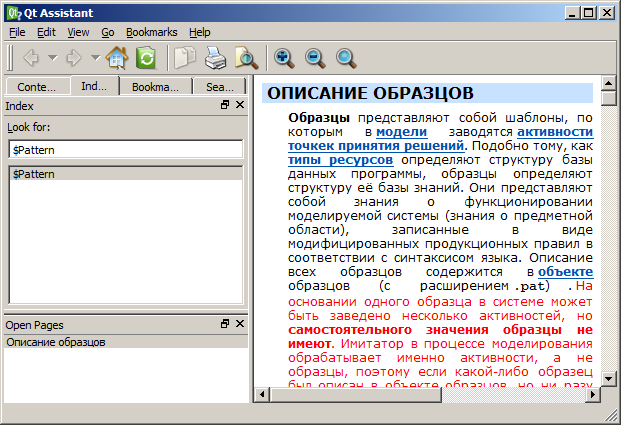 Qt Assistant
File Edit View Go Bookmarks Help
Conte... Ind... Bookma... Sea...
Index
Look for:
$Pattern
$Pattern
Open Pages
Описание образцов
ОПИСАНИЕ ОБРАЗЦОВ
Образцы представляют собой шаблоны, по
которым в модели заводятся активности
точкек принятия решений. Подобно тому, как
типы ресурсов определяют структуру базы
данных программы, образцы определяют
структуру её базы знаний. Они представляют
собой знания о функционировании
моделируемой системы (знания о предметной
области), записанные в виде
модифицированных продукционных правил в
соответствии с синтаксисом языка. Описание
всех образцов содержится в объекте
образцов (с расширением .pat) . На
основании одного образца в системе может
быть заведено несколько активностей, но
самостоятельного значения образцы не
имеют. Имитатор в процессе моделирования
обрабатывает именно активности, а не
образцы, поэтому если какой-либо образец
был описан в объекте образцов, но ни разу